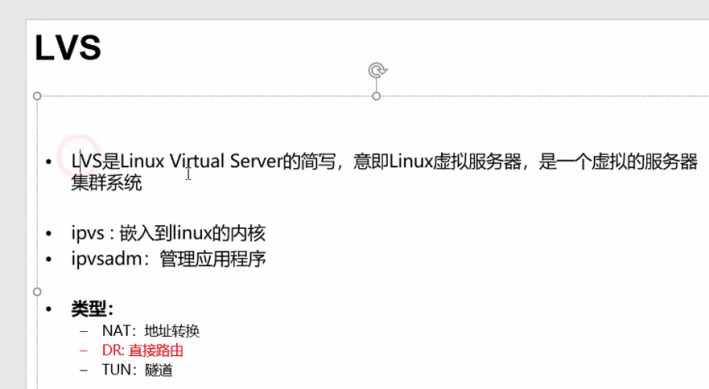 LVS
• LVS是Linux Virtual Server的简写，意即Linux虚拟服务器，是一个虚拟的服务器
集群系统
• ipvs : 嵌入到linux的内核
• ipvsadm：管理应用程序
• 类型：
– NAT：地址转换
– DR: 直接路由
– TUN：隧道